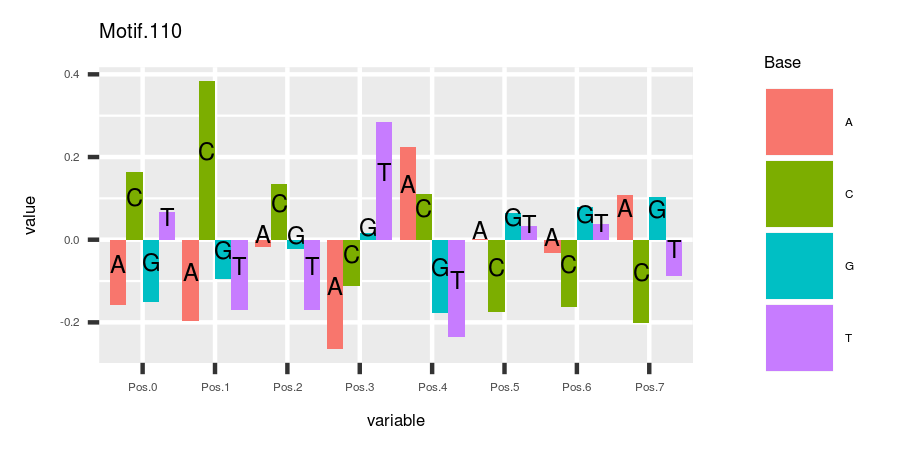 Motif.110
value
0.4
0.2
0.0
-0.2
A C G T
A C G T
A C G T
A C G T
A C G T
A C G T
A C G T
A C G T
Pos.0 Pos.1 Pos.2 Pos.3 Pos.4 Pos.5 Pos.6 Pos.7
variable
Base
A
C
G
T